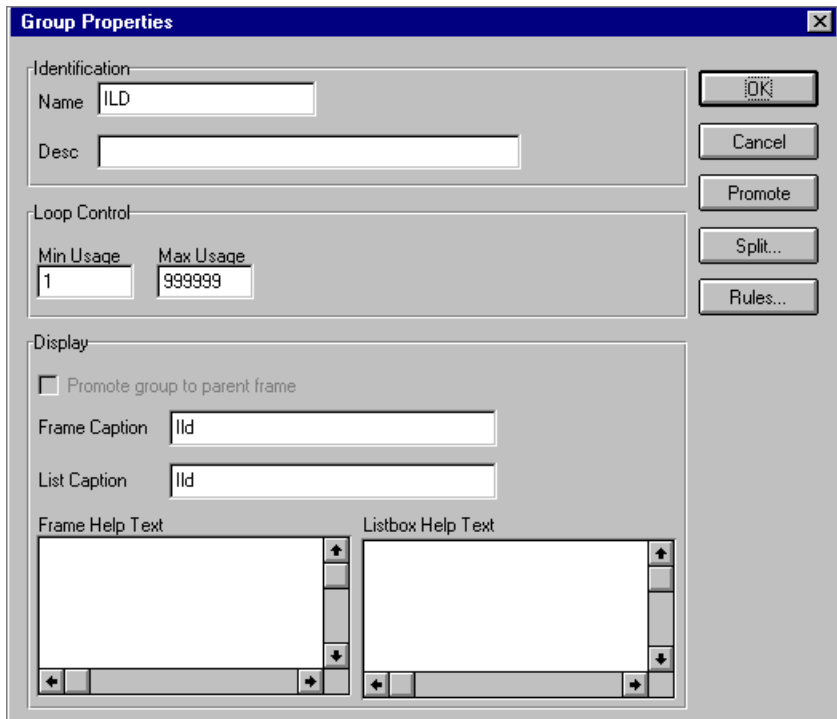 Group Properties
Identification
Name ILD
OK
Desc
Cancel
Promote
Loop Control
Min Usage Max Usage
1 999999
Split...
Rules...
Display
Promote group to parent frame
Frame Caption Ild
List Caption Ild
Frame Help Text Listbox Help Text